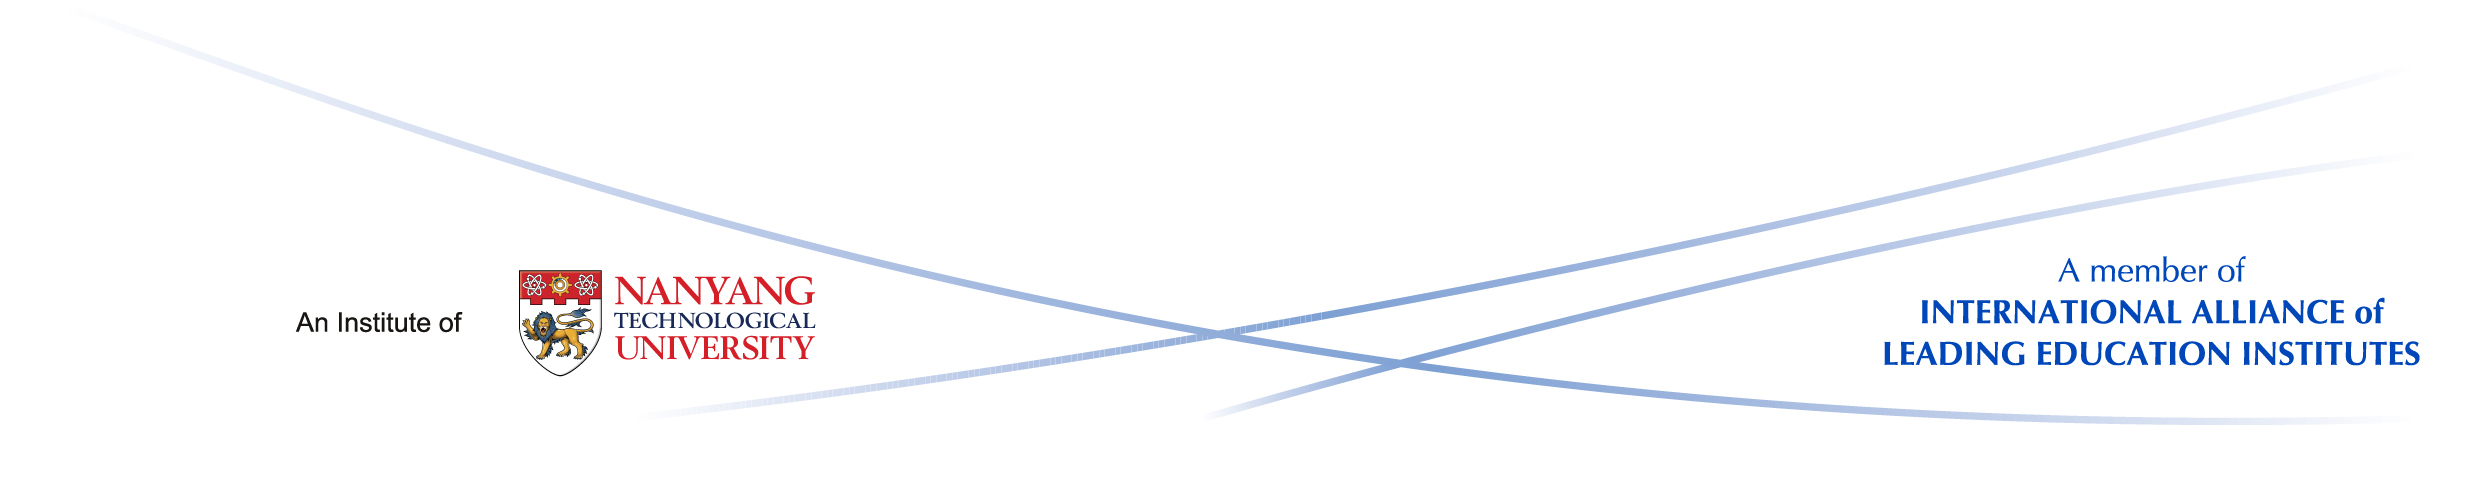 An Institute of
NANYANG
TECHNOLOGICAL
UNIVERSITY
A member of
INTERNATIONAL ALLIANCE of
LEADING EDUCATION INSTITUTES